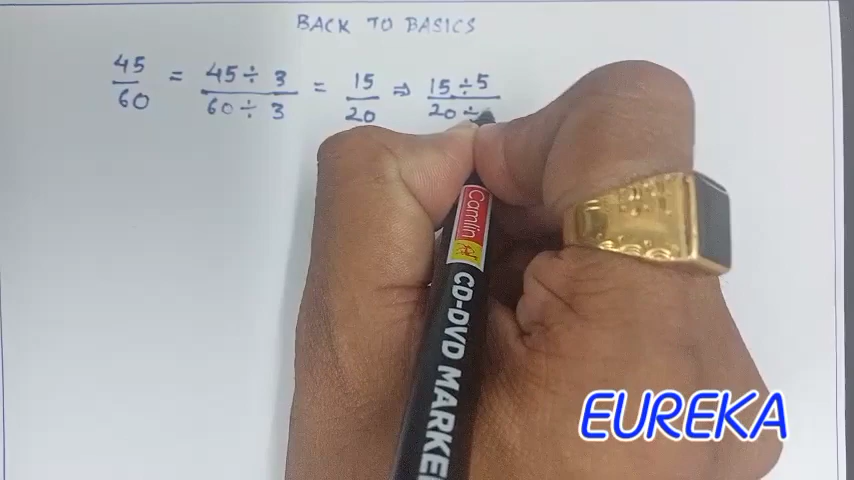 BACK TO BASICS
45/60 = 45 ÷ 3/60 ÷ 3 = 15/20 ⇒ 15 ÷ 5/20 ÷
Camlin
CD-DVD MARKE
EUREKA